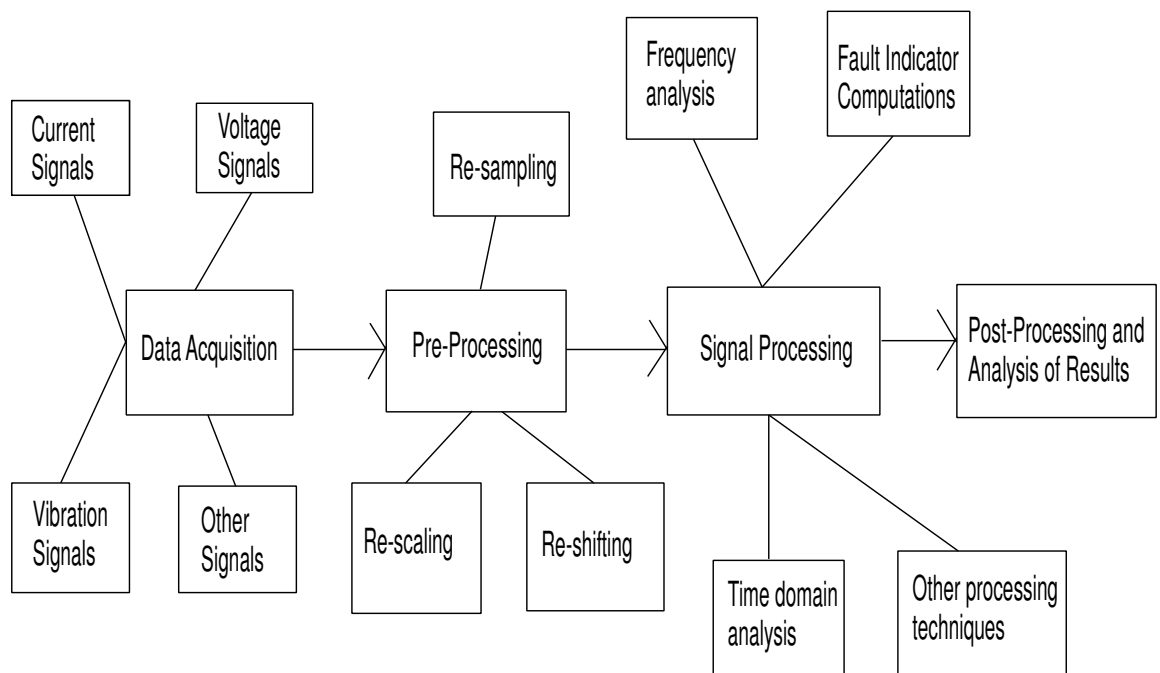 Frequency
analysis
Fault Indicator
Computations
Current
Signals
Voltage
Signals
Re-sampling
Data Acquisition
Pre-Processing
Signal Processing
Post-Processing and
Analysis of Results
Vibration
Signals
Other
Signals
Re-scaling
Re-shifting
Time domain
analysis
Other processing
techniques